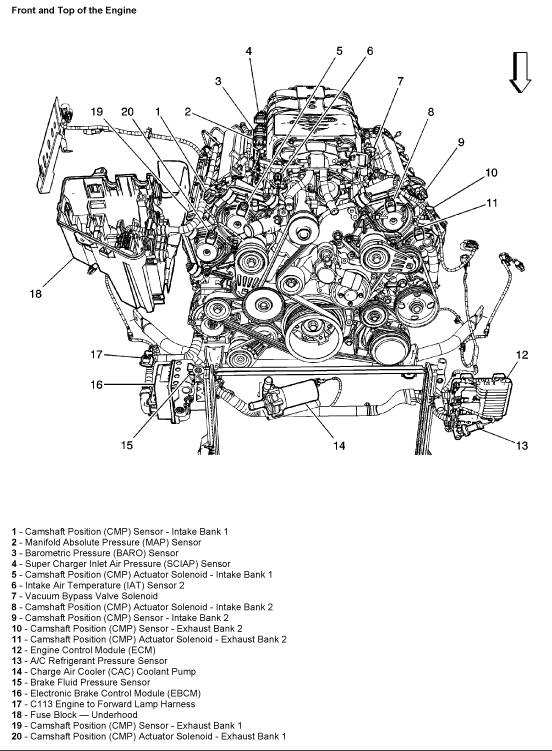 Front and Top of the Engine
4
5
6
3
7
20
1
2
8
19
9
10
11
18
17
12
16
15
14
13
1 - Camshaft Position (CMP) Sensor - Intake Bank 1
2 - Manifold Absolute Pressure (MAP) Sensor
3 - Barometric Pressure (BARO) Sensor
4 - Super Charger Inlet Air Pressure (SCIAP) Sensor
5 - Camshaft Position (CMP) Actuator Solenoid - Intake Bank 1
6 - Intake Air Temperature (IAT) Sensor 2
7 - Vacuum Bypass Valve Solenoid
8 - Camshaft Position (CMP) Actuator Solenoid - Intake Bank 2
9 - Camshaft Position (CMP) Sensor - Intake Bank 2
10 - Camshaft Position (CMP) Sensor - Exhaust Bank 2
11 - Camshaft Position (CMP) Actuator Solenoid - Exhaust Bank 2
12 - Engine Control Module (ECM)
13 - A/C Refrigerant Pressure Sensor
14 - Charge Air Cooler (CAC) Coolant Pump
15 - Brake Fluid Pressure Sensor
16 - Electronic Brake Control Module (EBCM)
17 - C113 Engine to Forward Lamp Harness
18 - Fuse Block — Underhood
19 - Camshaft Position (CMP) Sensor - Exhaust Bank 1
20 - Camshaft Position (CMP) Actuator Solenoid - Exhaust Bank 1